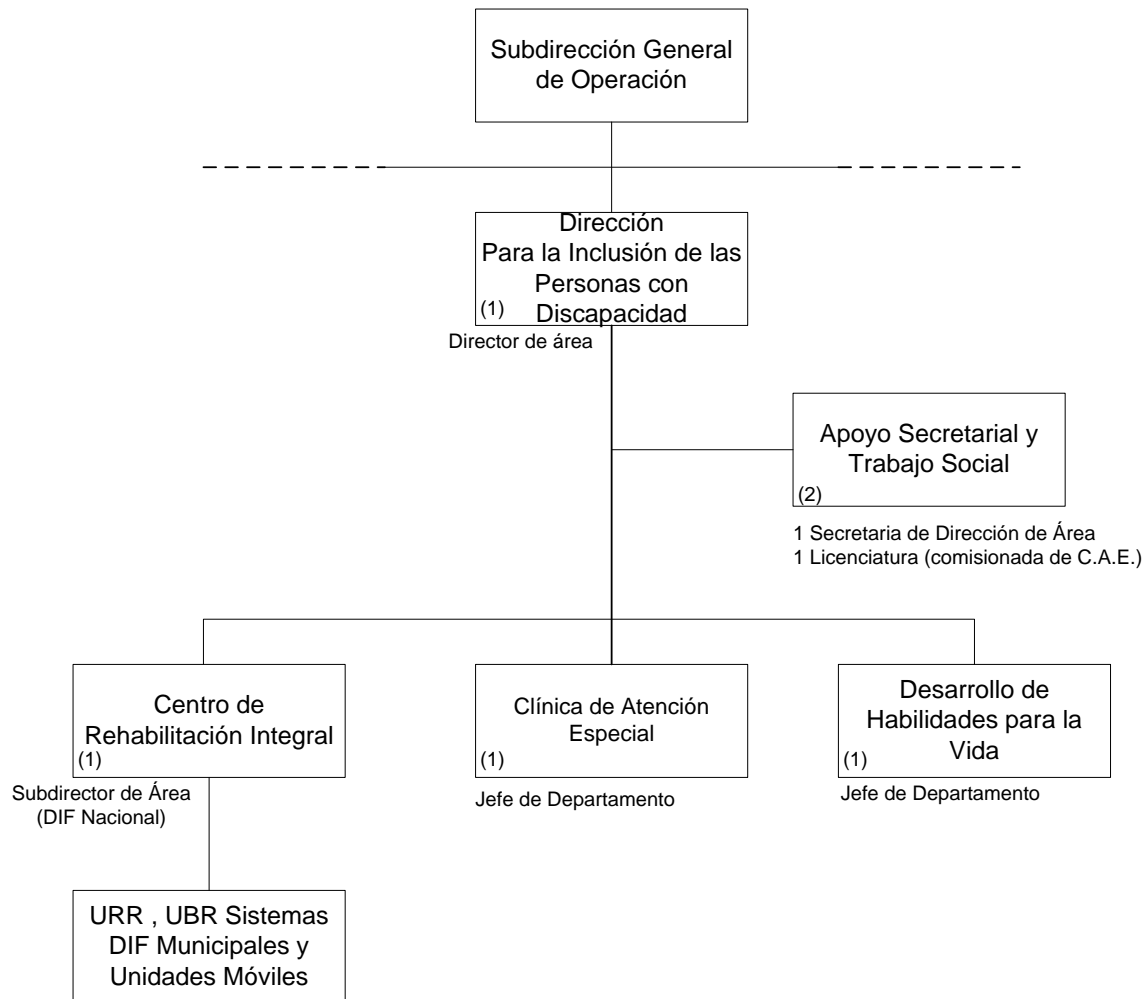 Subdirección General
de Operación
Dirección
Para la Inclusión de las
Personas con
Discapacidad
(1)
Director de área
Apoyo Secretarial y
Trabajo Social
(2)
1 Secretaria de Dirección de Área
1 Licenciatura (comisionada de C.A.E.)
Centro de
Rehabilitación Integral
(1)
Subdirector de Área
(DIF Nacional)
Clínica de Atención
Especial
(1)
Jefe de Departamento
Desarrollo de
Habilidades para la
Vida
(1)
Jefe de Departamento
URR , UBR Sistemas
DIF Municipales y
Unidades Móviles